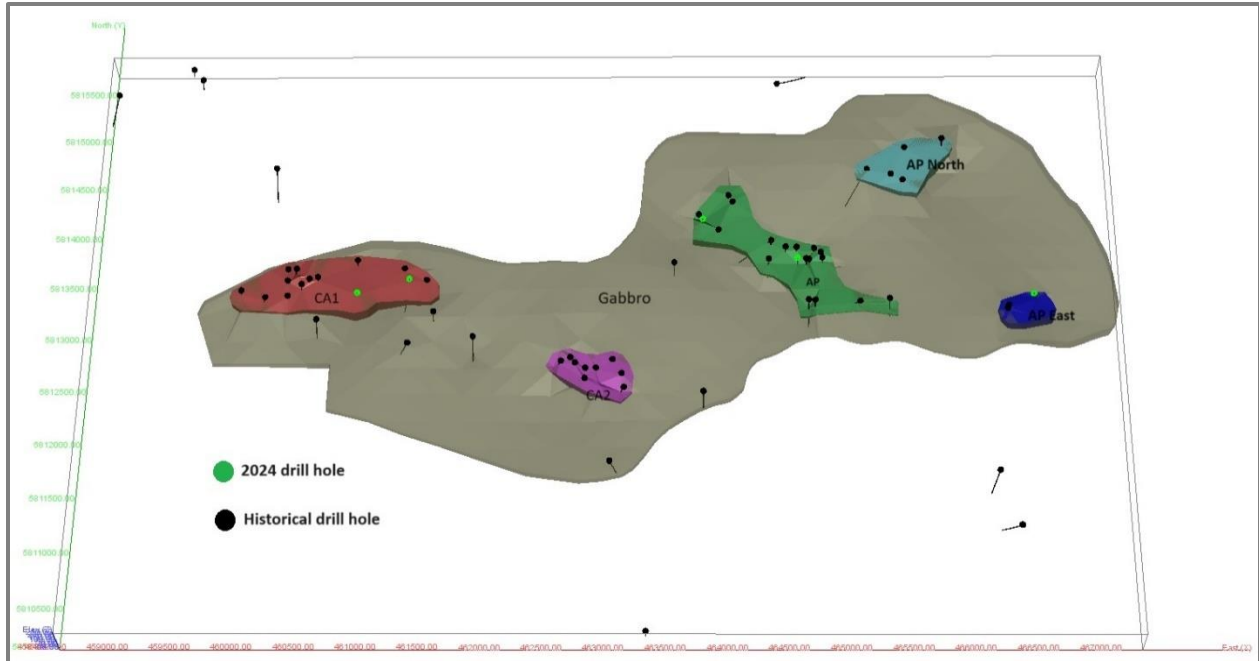 North (Y)
5815500.00
5815000.00
5814500.00
5814000.00
5813500.00
5813000.00
5812500.00
5812000.00
5811500.00
5811000.00
5810500.00
AP North
AP
AP East
CA1
CA2
Gabbro
2024 drill hole
Historical drill hole
459000.00 459500.00 460000.00 460500.00 461000.00 461500.00 462000.00 462500.00 463000.00 463500.00 464000.00 464500.00 465000.00 465500.00 466000.00 466500.00 467000.00 East (X)